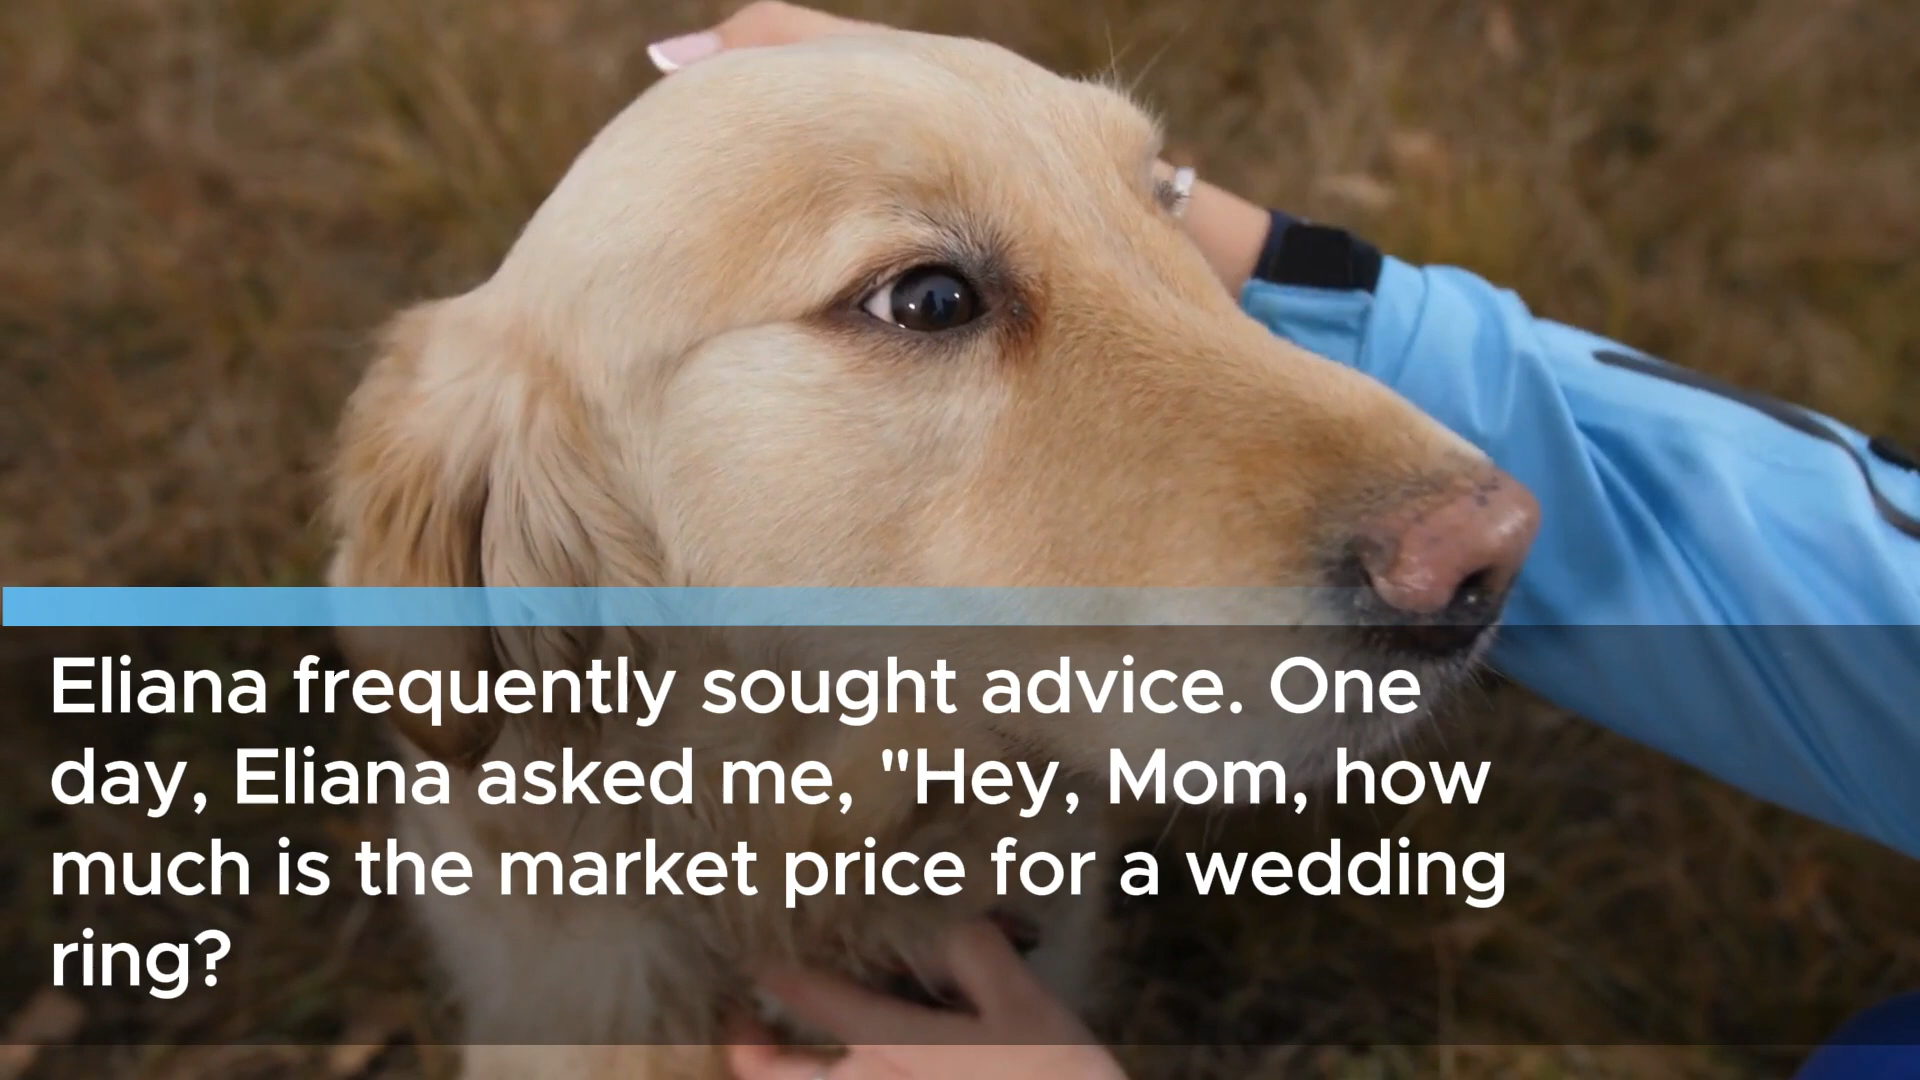 Eliana frequently sought advice. One
day, Eliana asked me, "Hey, Mom, how
much is the market price for a wedding
ring?